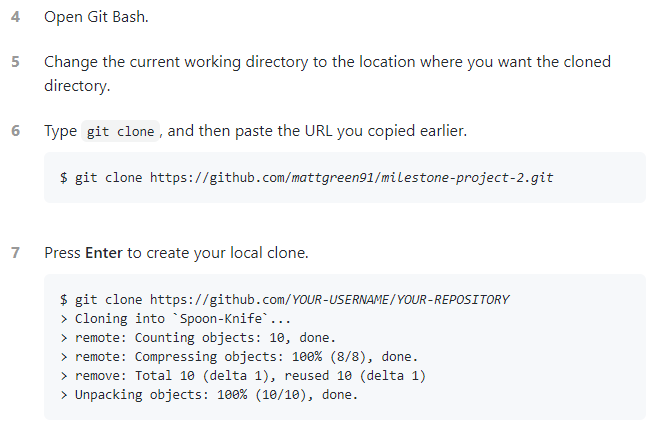 4 Open Git Bash.
5 Change the current working directory to the location where you want the cloned
directory.
6 Type git clone, and then paste the URL you copied earlier.
$ git clone https://github.com/mattgreen91/milestone-project-2.git
7 Press Enter to create your local clone.
$ git clone https://github.com/YOUR-USERNAME/YOUR-REPOSITORY
> Cloning into `Spoon-Knife`...
> remote: Counting objects: 10, done.
> remote: Compressing objects: 100% (8/8), done.
> remove: Total 10 (delta 1), reused 10 (delta 1)
> Unpacking objects: 100% (10/10), done.